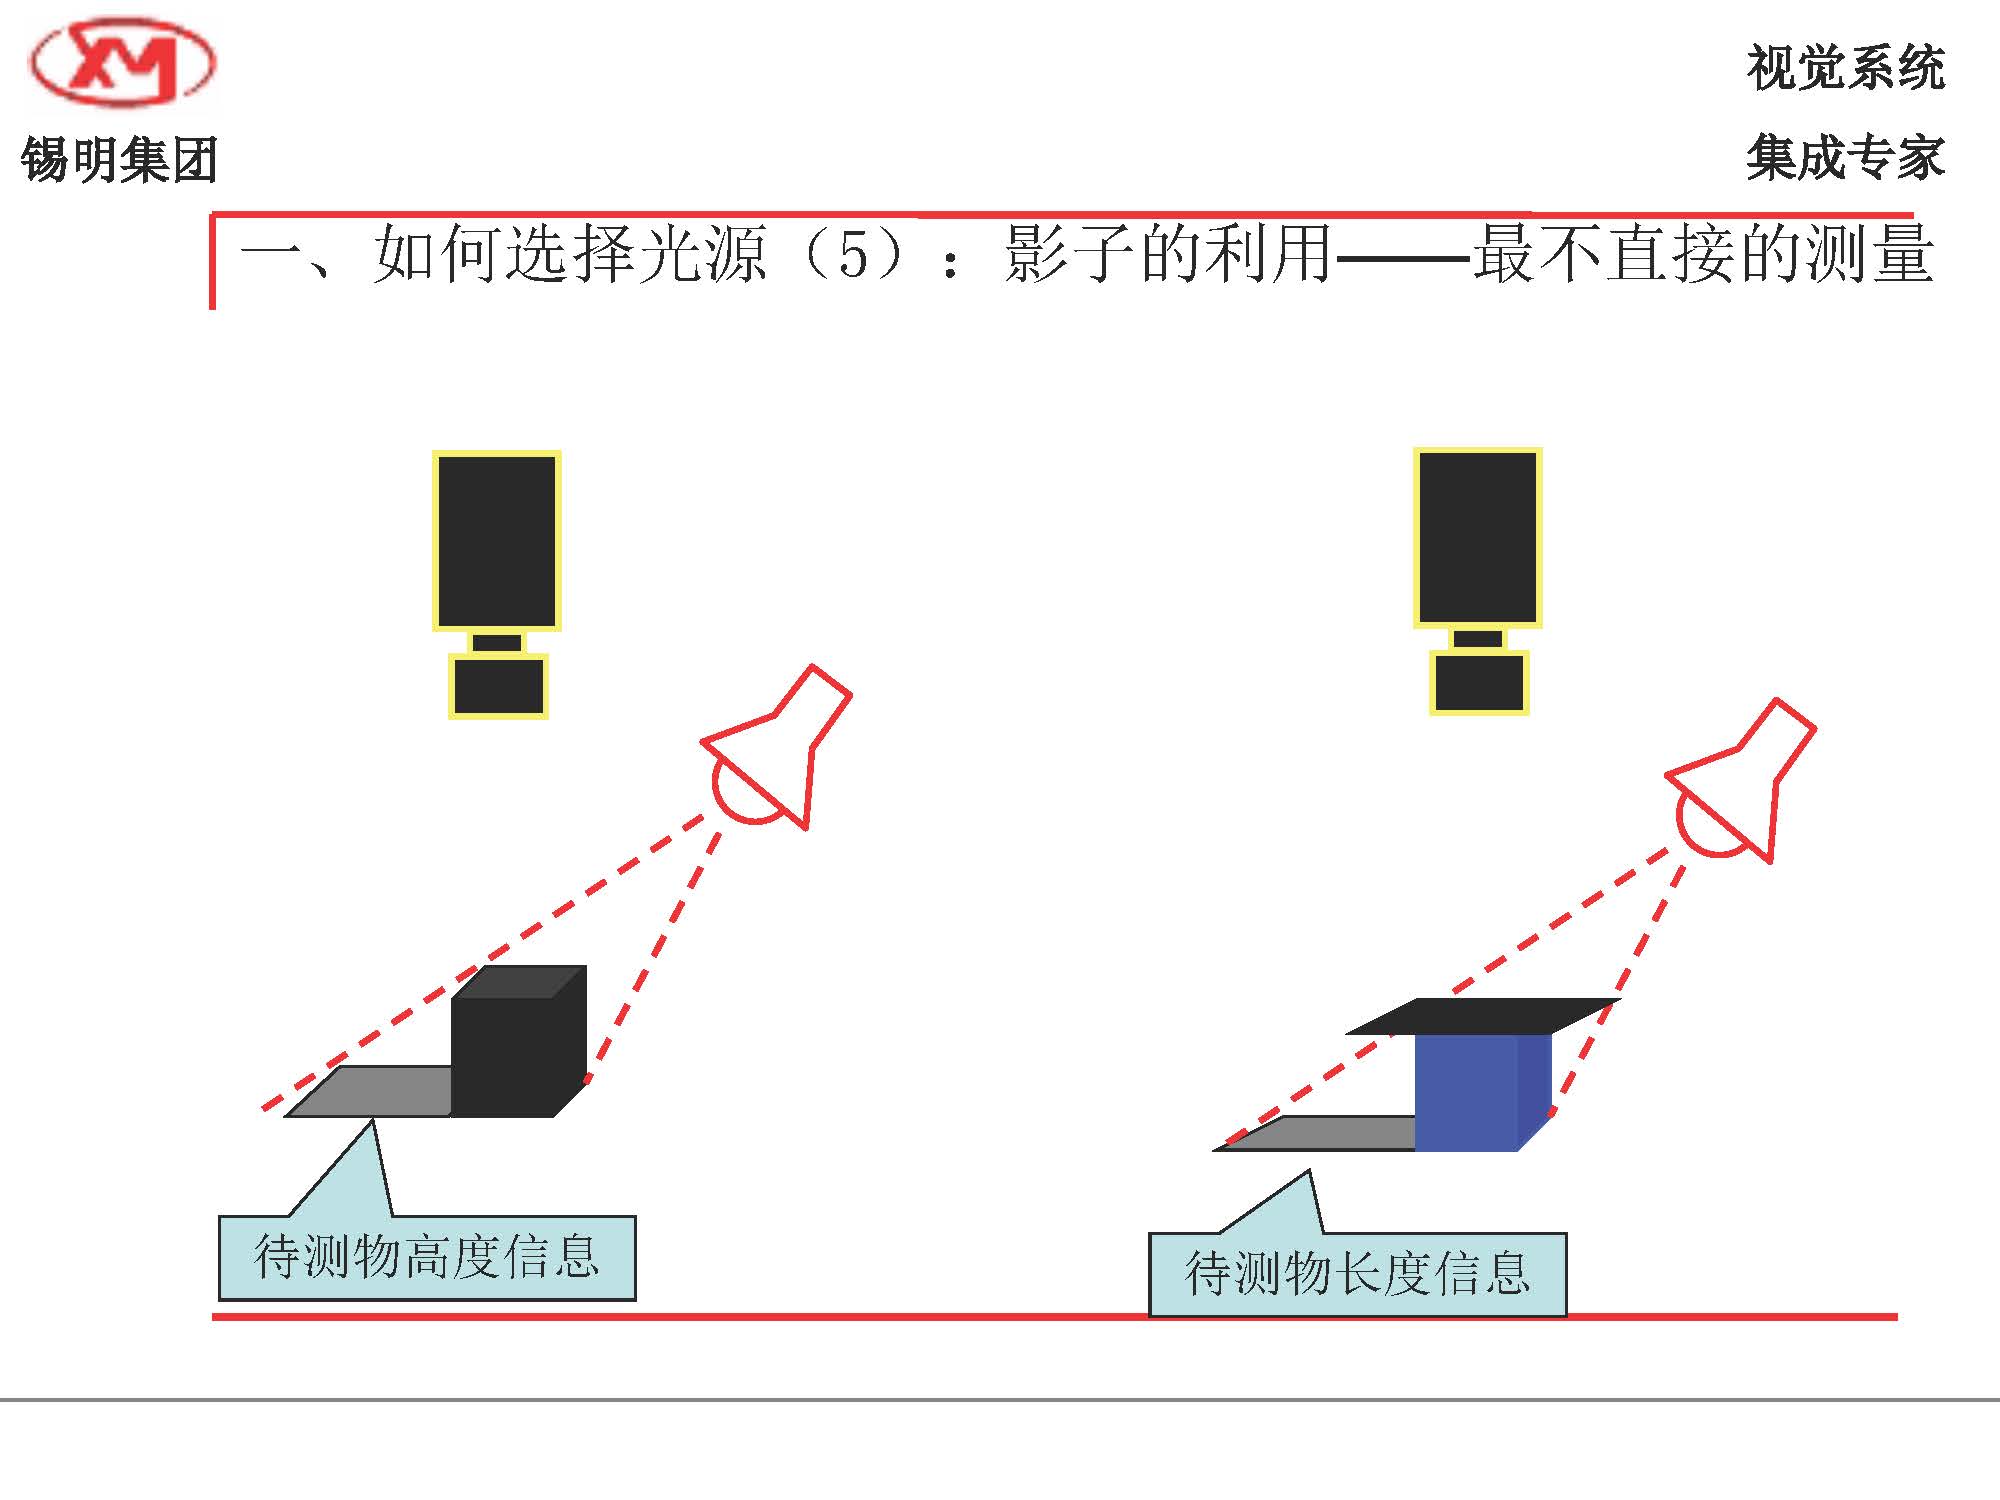 XM
锡明集团
视觉系统
集成专家
一、如何选择光源（5）：影子的利用——最不直接的测量
待测物高度信息
待测物长度信息